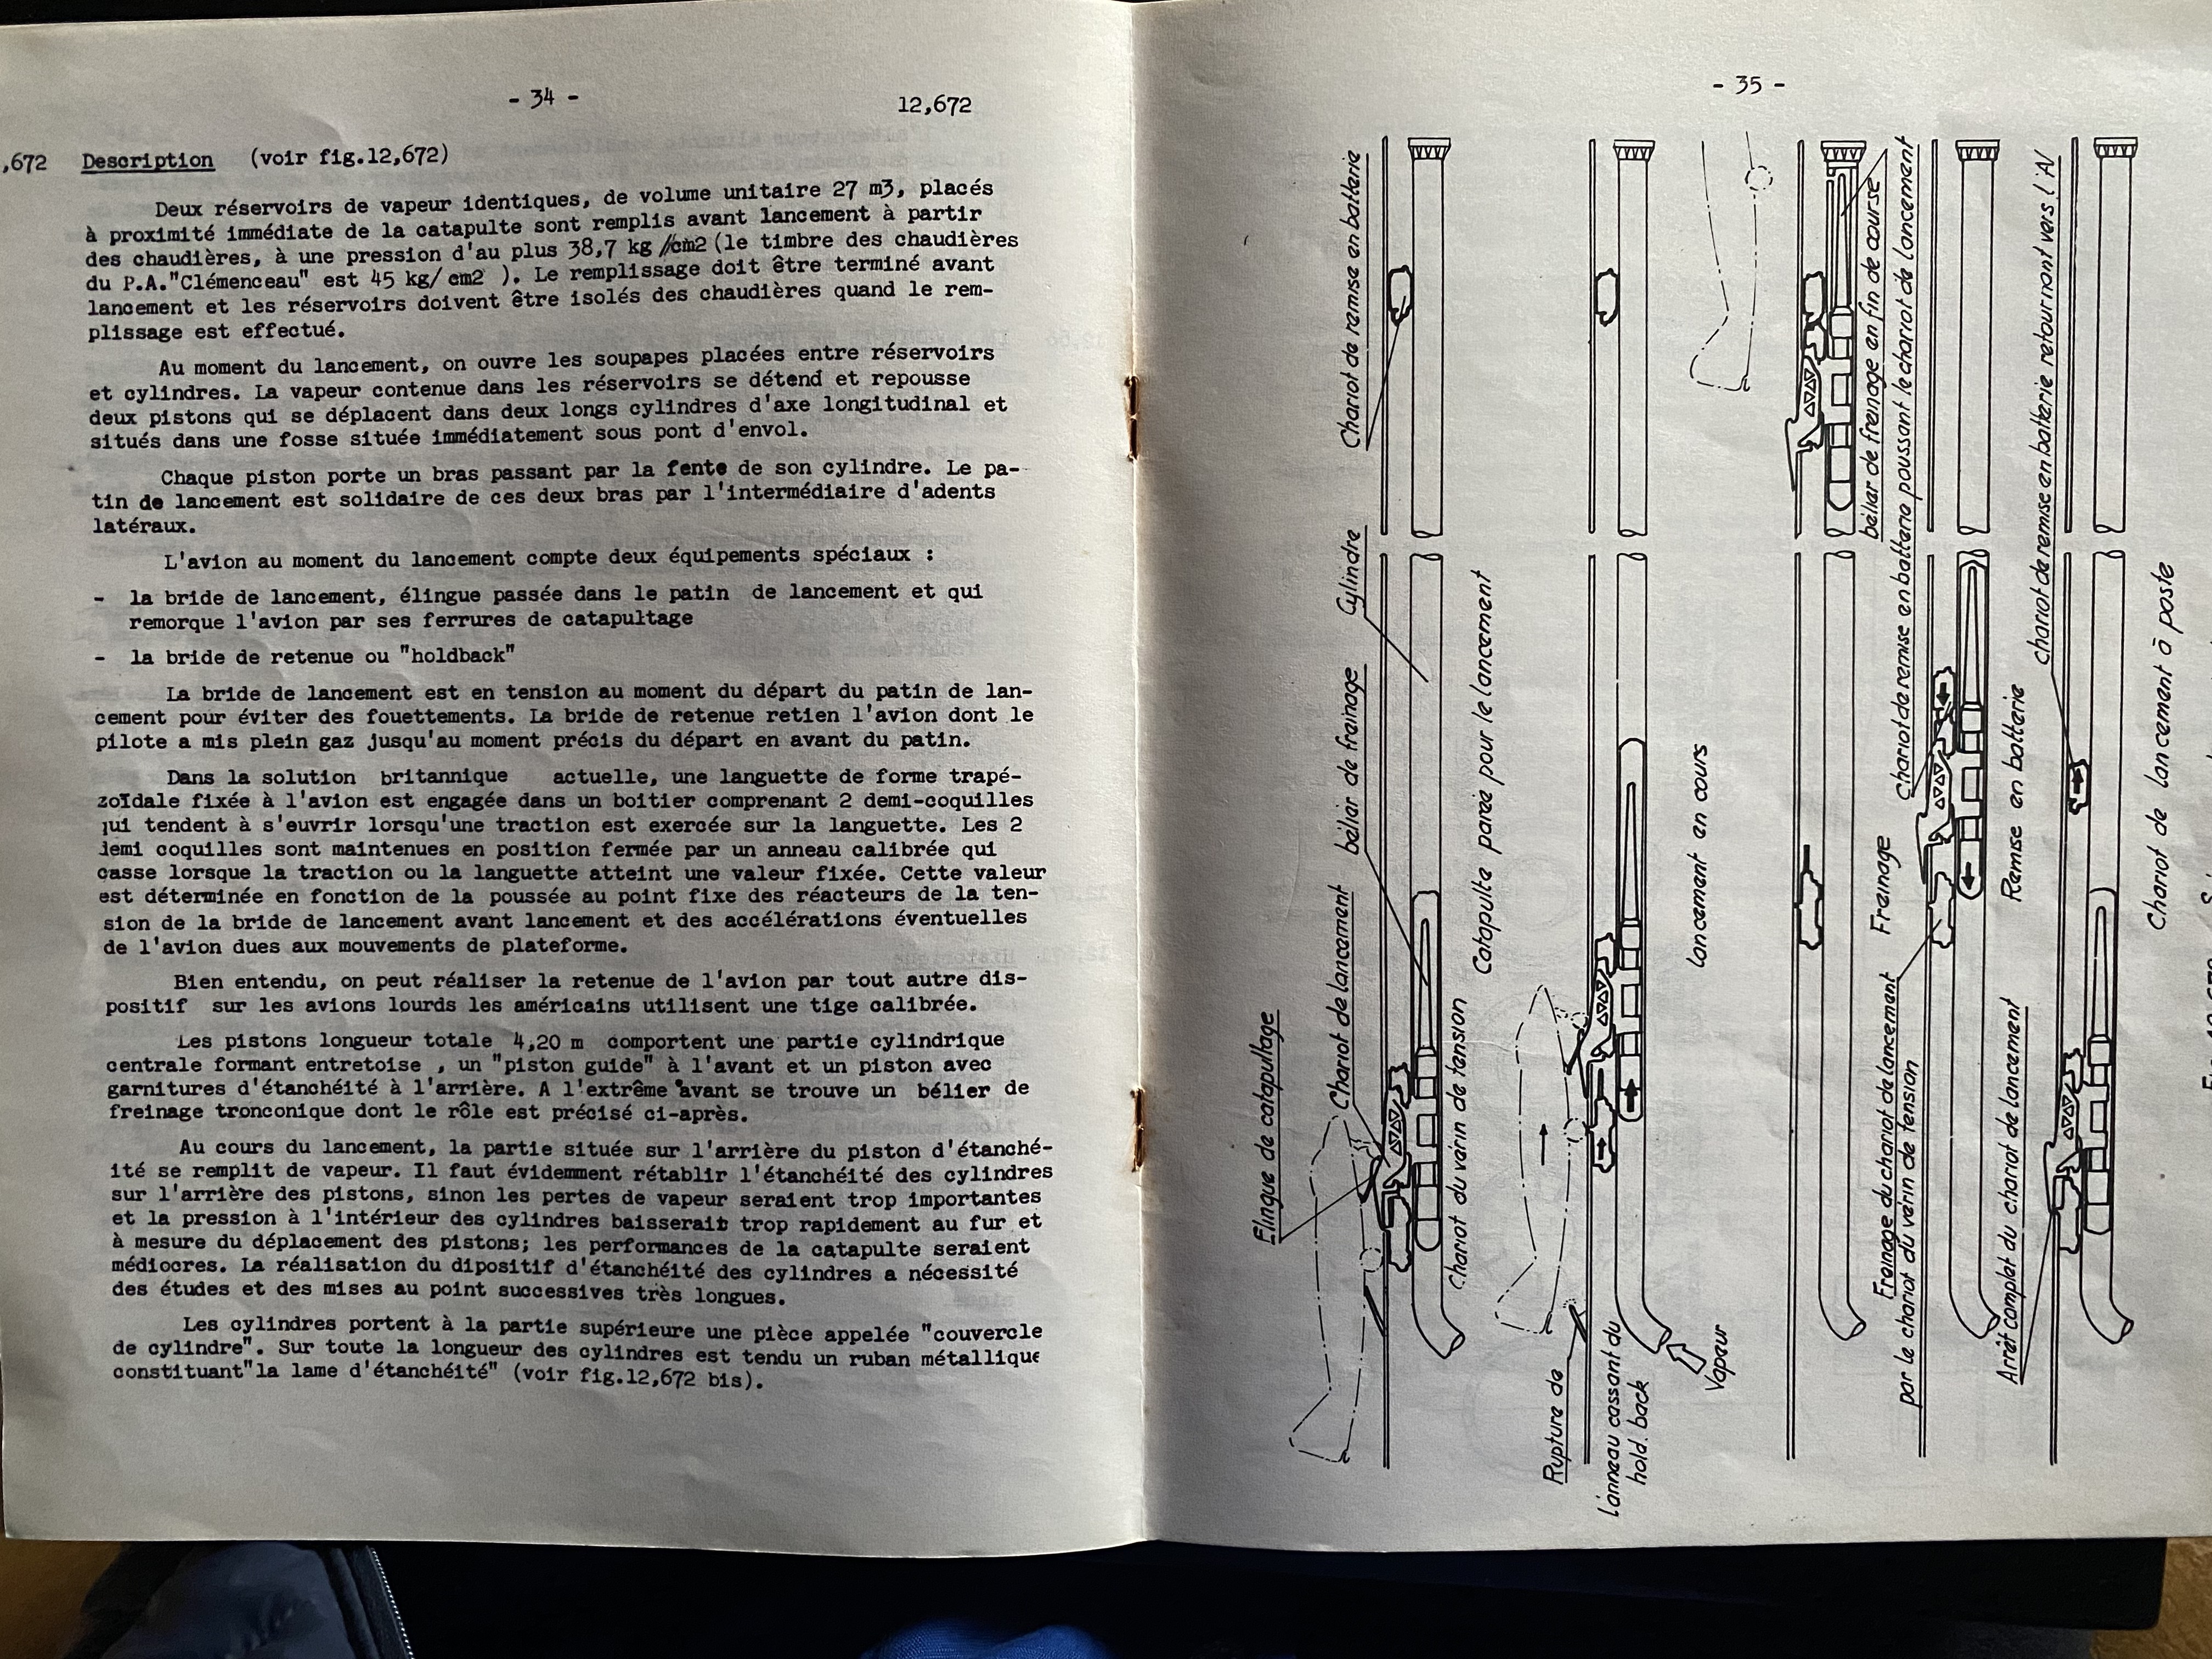 - 34 -
12,672
,672 Description (voir fig.12,672)
Deux réservoirs de vapeur identiques, de volume unitaire 27 m3, placés
à proximité immédiate de la catapulte sont remplis avant lancement à partir
des chaudières, à une pression d'au plus 38,7 kg /cm2 (le timbre des chaudières
du P.A."Clémenceau" est 45 kg/ cm2 ). Le remplissage doit être terminé avant
lancement et les réservoirs doivent être isolés des chaudières quand le rem-
plissage est effectué.
Au moment du lancement, on ouvre les soupapes placées entre réservoirs
et cylindres. La vapeur contenue dans les réservoirs se détend et repousse
deux pistons qui se déplacent dans deux longs cylindres d'axe longitudinal et
situés dans une fosse située immédiatement sous pont d'envol.
Chaque piston porte un bras passant par la fente de son cylindre. Le pa-
tin de lancement est solidaire de ces deux bras par l'intermédiaire d'adents
latéraux.
L'avion au moment du lancement compte deux équipements spéciaux :
- la bride de lancement, élingue passée dans le patin de lancement et qui
remorque l'avion par ses ferrures de catapultage
- la bride de retenue ou "holdback"
La bride de lancement est en tension au moment du départ du patin de lan-
cement pour éviter des fouettements. La bride de retenue retien l'avion dont le
pilote a mis plein gaz jusqu'au moment précis du départ en avant du patin.
Dans la solution britannique actuelle, une languette de forme trapé-
zoïdale fixée à l'avion est engagée dans un boitier comprenant 2 demi-coquilles
qui tendent à s'euvrir lorsqu'une traction est exercée sur la languette. Les 2
demi coquilles sont maintenues en position fermée par un anneau calibrée qui
casse lorsque la traction ou la languette atteint une valeur fixée. Cette valeur
est déterminée en fonction de la poussée au point fixe des réacteurs de la ten-
sion de la bride de lancement avant lancement et des accélérations éventuelles
de l'avion dues aux mouvements de plateforme.
Bien entendu, on peut réaliser la retenue de l'avion par tout autre dis-
positif sur les avions lourds les américains utilisent une tige calibrée.
Les pistons longueur totale 4,20 m comportent une partie cylindrique
centrale formant entretoise , un "piston guide" à l'avant et un piston avec
garnitures d'étanchéité à l'arrière. A l'extrême avant se trouve un bélier de
freinage tronconique dont le rôle est précisé ci-après.
Au cours du lancement, la partie située sur l'arrière du piston d'étanché-
ité se remplit de vapeur. Il faut évidemment rétablir l'étanchéité des cylindres
sur l'arrière des pistons, sinon les pertes de vapeur seraient trop importantes
et la pression à l'intérieur des cylindres baisserait trop rapidement au fur et
à mesure du déplacement des pistons; les performances de la catapulte seraient
médiocres. La réalisation du dipositif d'étanchéité des cylindres a nécessité
des études et des mises au point successives très longues.
Les cylindres portent à la partie supérieure une pièce appelée "couvercle
de cylindre". Sur toute la longueur des cylindres est tendu un ruban métallique
constituant"la lame d'étanchéité" (voir fig.12,672 bis).
- 35 -
Elingue de catapultage
Chariot de lancement
bélier de freinage
Cylindre
Chariot de remise en batterie
Chariot du vérin de tension
Catapulte parée pour le lancement
Rupture de
l'anneau cassant du
hold. back
Vapeur
lancement en cours
bélier de freinage en fin de course
Freinage
Chariot de remise en batterie poussant le chariot de lancement
Freinage du chariot de lancement
par le chariot du vérin de tension
Remise en batterie
Arrêt complet du chariot de lancement
chariot de remise en batterie retournant vers l'AV
Chariot de lancement à poste